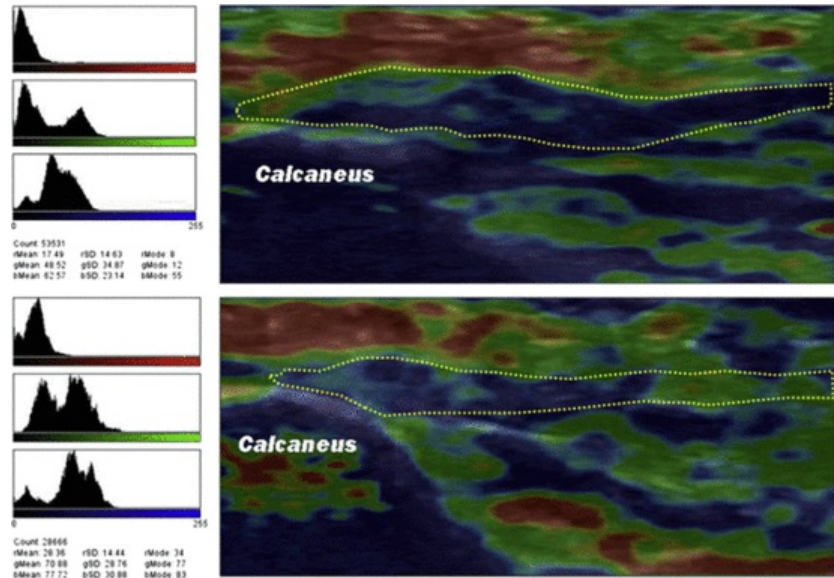 Calcaneus
0
255
Count: 53531
rMean: 17.49 rSD: 14.63 rMode: 8
gMean: 48.52 gSD: 34.87 gMode: 12
bMean: 62.57 bSD: 23.14 bMode: 55
Calcaneus
0
255
Count: 28666
rMean: 26.36 rSD: 14.44 rMode: 34
gMean: 70.88 gSD: 28.76 gMode: 77
bMean: 77.72 bSD: 30.88 bMode: 83